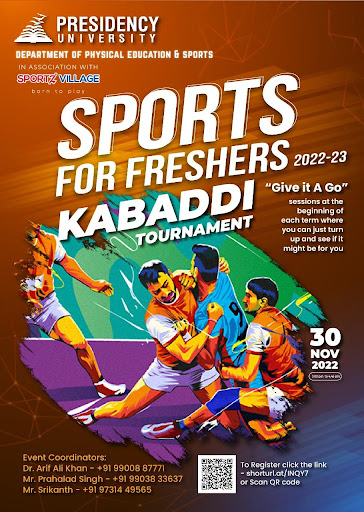 PRESIDENCY
UNIVERSITY
DEPARTMENT OF PHYSICAL EDUCATION & SPORTS
IN ASSOCIATION WITH
SPORTZ VILLAGE
born to play
SPORTS
FOR FRESHERS 2022-23
KABADDI
TOURNAMENT
"Give it A Go"
sessions at the
beginning of
each term where
you can just turn
up and see if it
might be for you
9
30
NOV
2022
Event Coordinators:
Dr. Arif Ali Khan - +91 99008 87771
Mr. Prahalad Singh - +91 99038 33637
Mr. Srikanth - +91 97314 49565
To Register click the link
- shorturl.at/INQY7
or Scan QR code